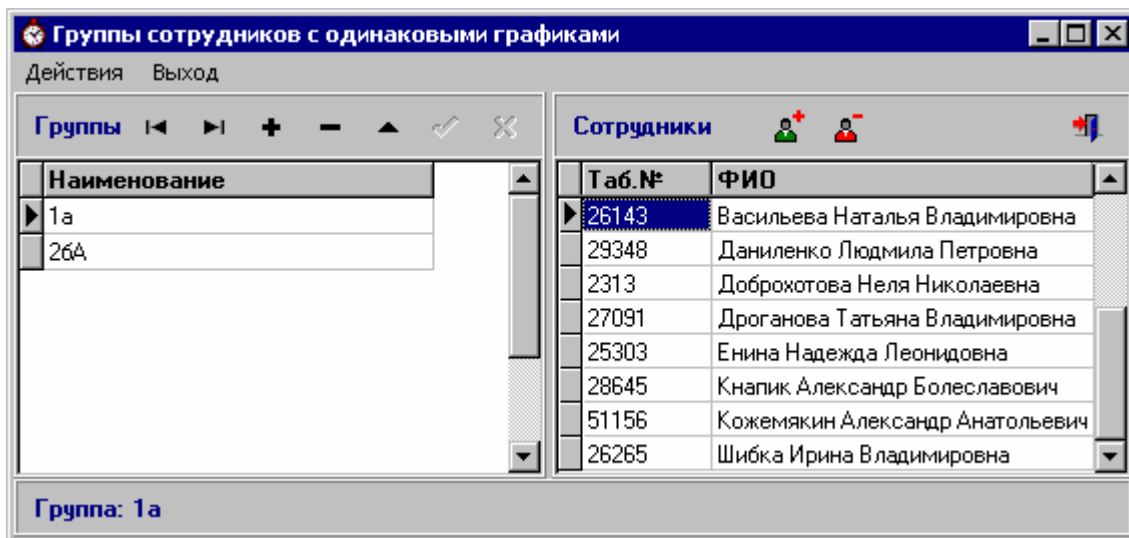 Группы сотрудников с одинаковыми графиками
Действия Выход
Группы
Наименование
1а
26А
Сотрудники
Таб.№ ФИО
26143 Васильева Наталья Владимировна
29348 Даниленко Людмила Петровна
2313 Доброхотова Неля Николаевна
27091 Дроганова Татьяна Владимировна
25303 Енина Надежда Леонидовна
28645 Кнапик Александр Болеславович
51156 Кожемякин Александр Анатольевич
26265 Шибка Ирина Владимировна
Группа: 1а